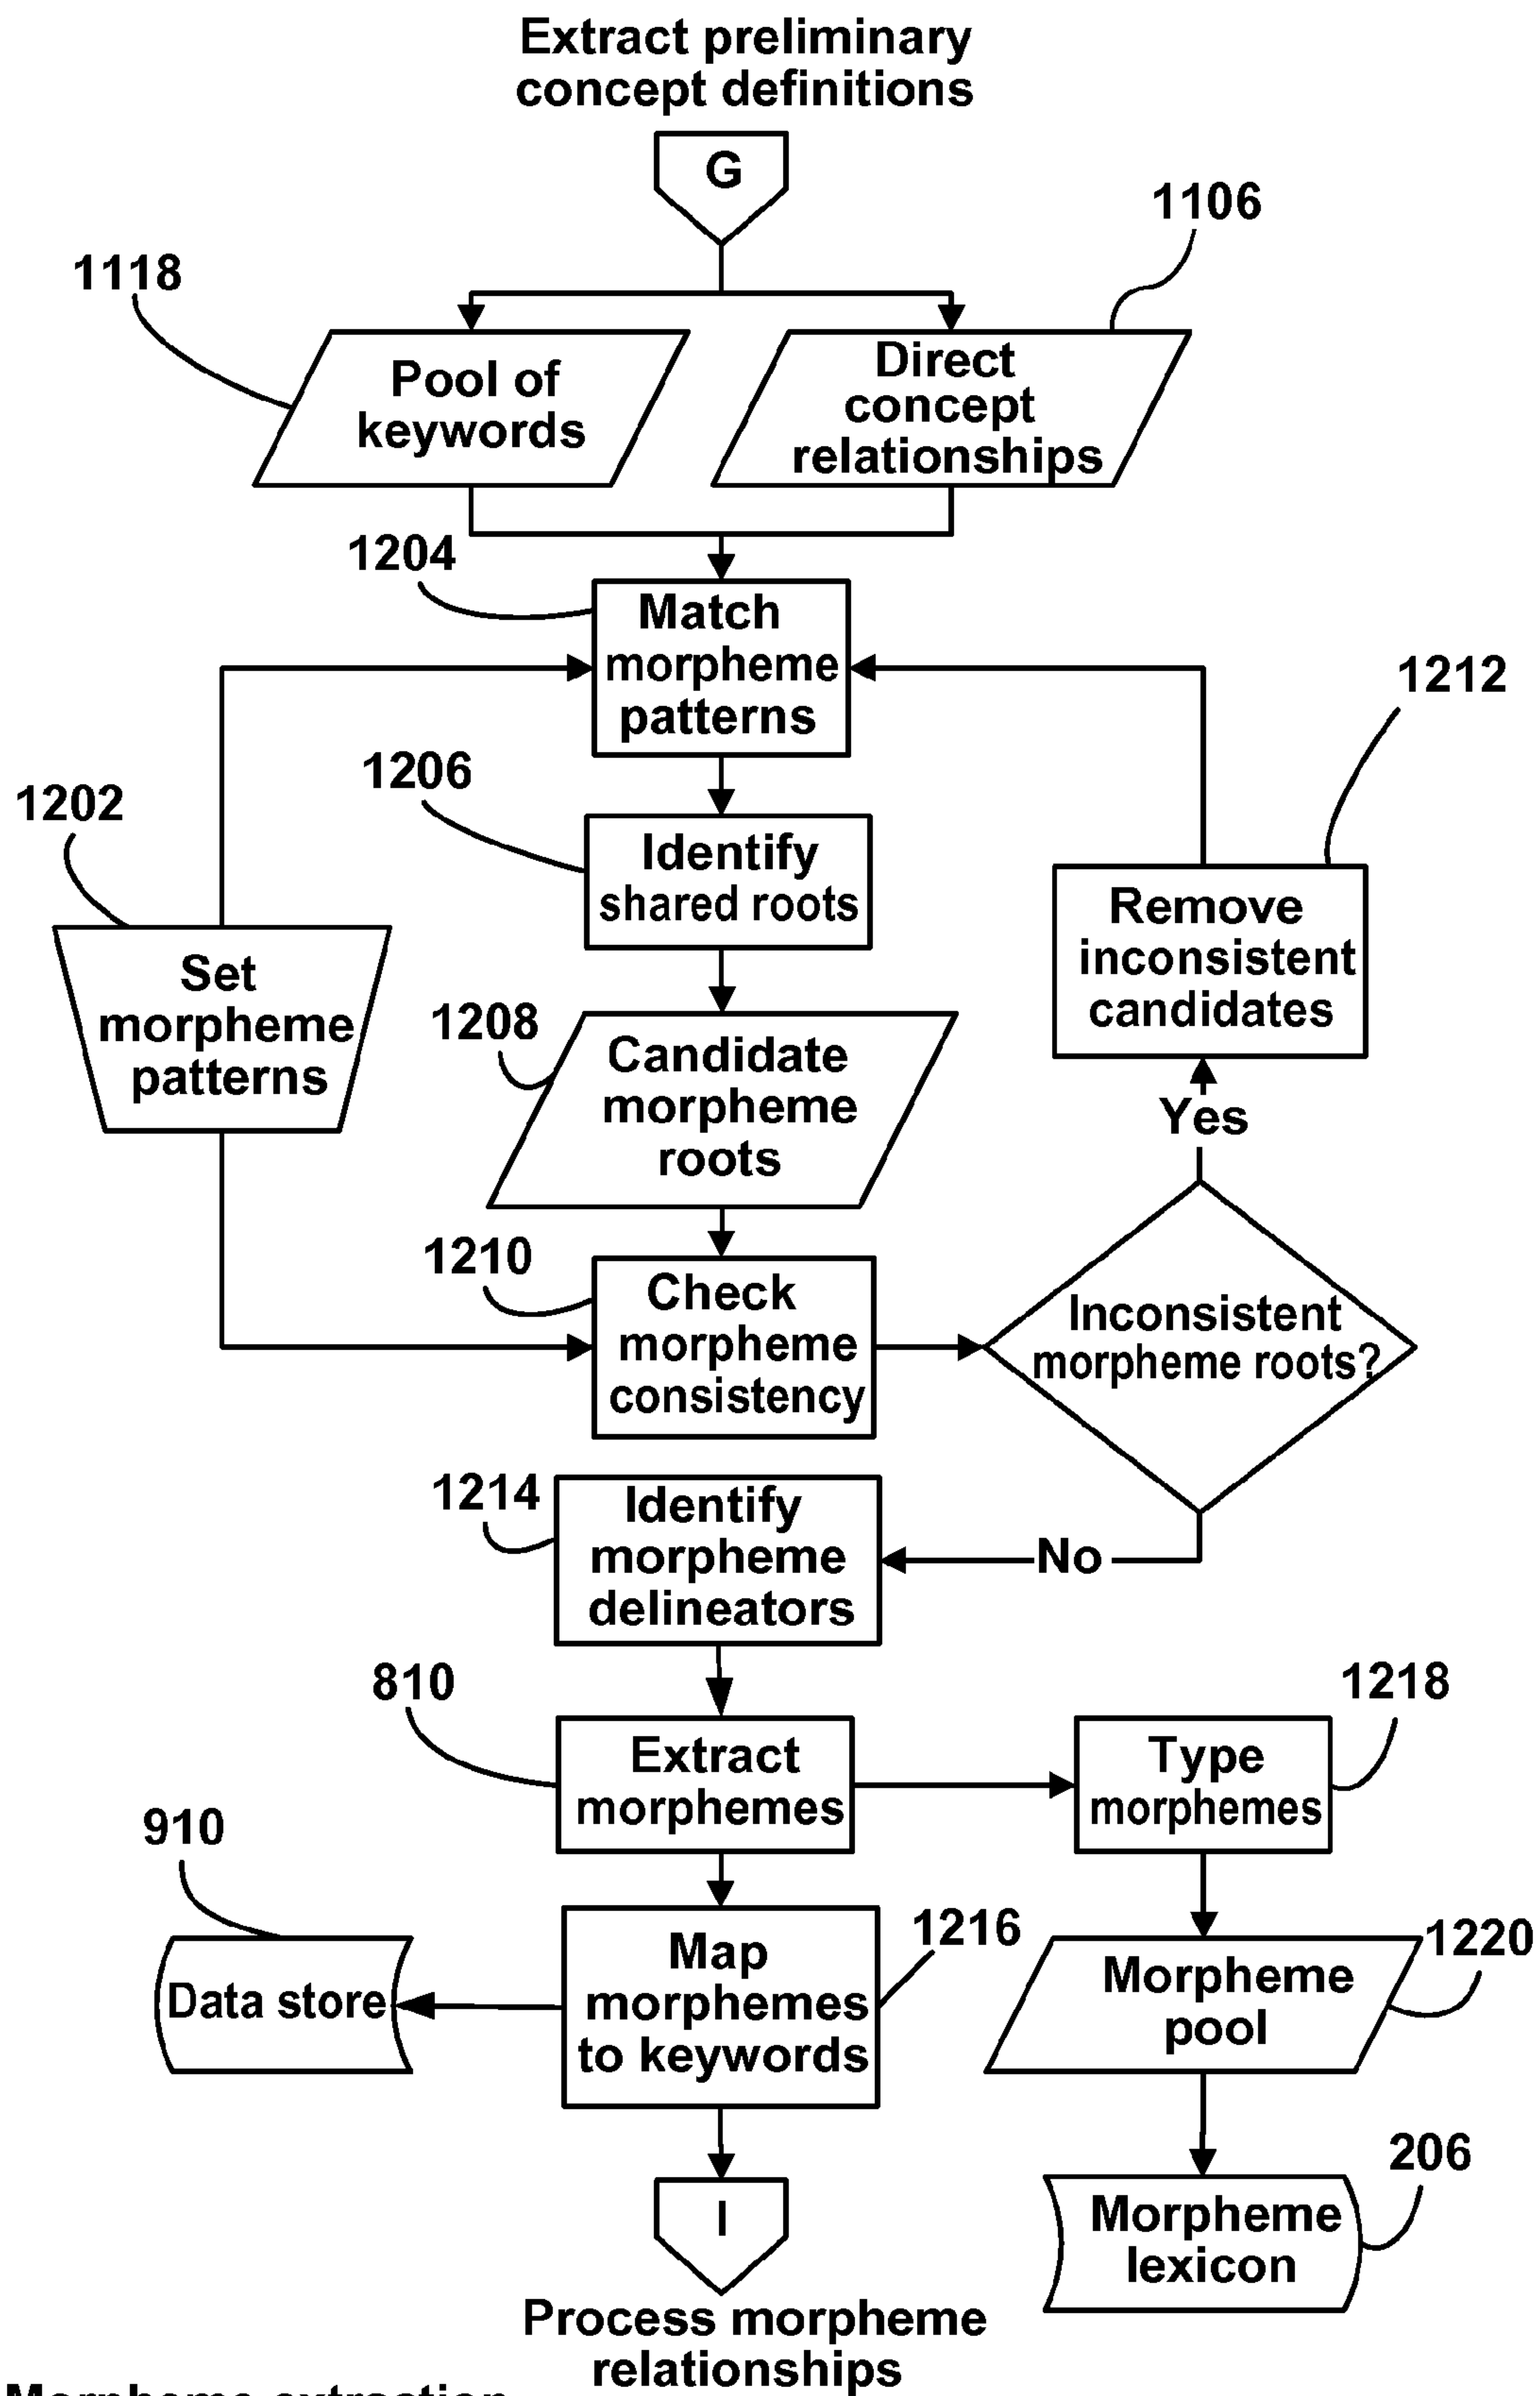 Extract preliminary
concept definitions
G
1106
1118
Pool of
keywords
Direct
concept
relationships
1204
Match
morpheme
patterns
1212
1206
1202
Identify
shared roots
Remove
inconsistent
candidates
Set
morpheme
patterns
1208
Candidate
morpheme
roots
Yes
1210
Check
morpheme
consistency
Inconsistent
morpheme roots?
1214
Identify
morpheme
delineators
No
810
1218
Extract
morphemes
Type
morphemes
910
1216
1220
Data store
Map
morphemes
to keywords
Morpheme
pool
206
I
Morpheme
lexicon
Process morpheme
relationships
Morpheme extraction